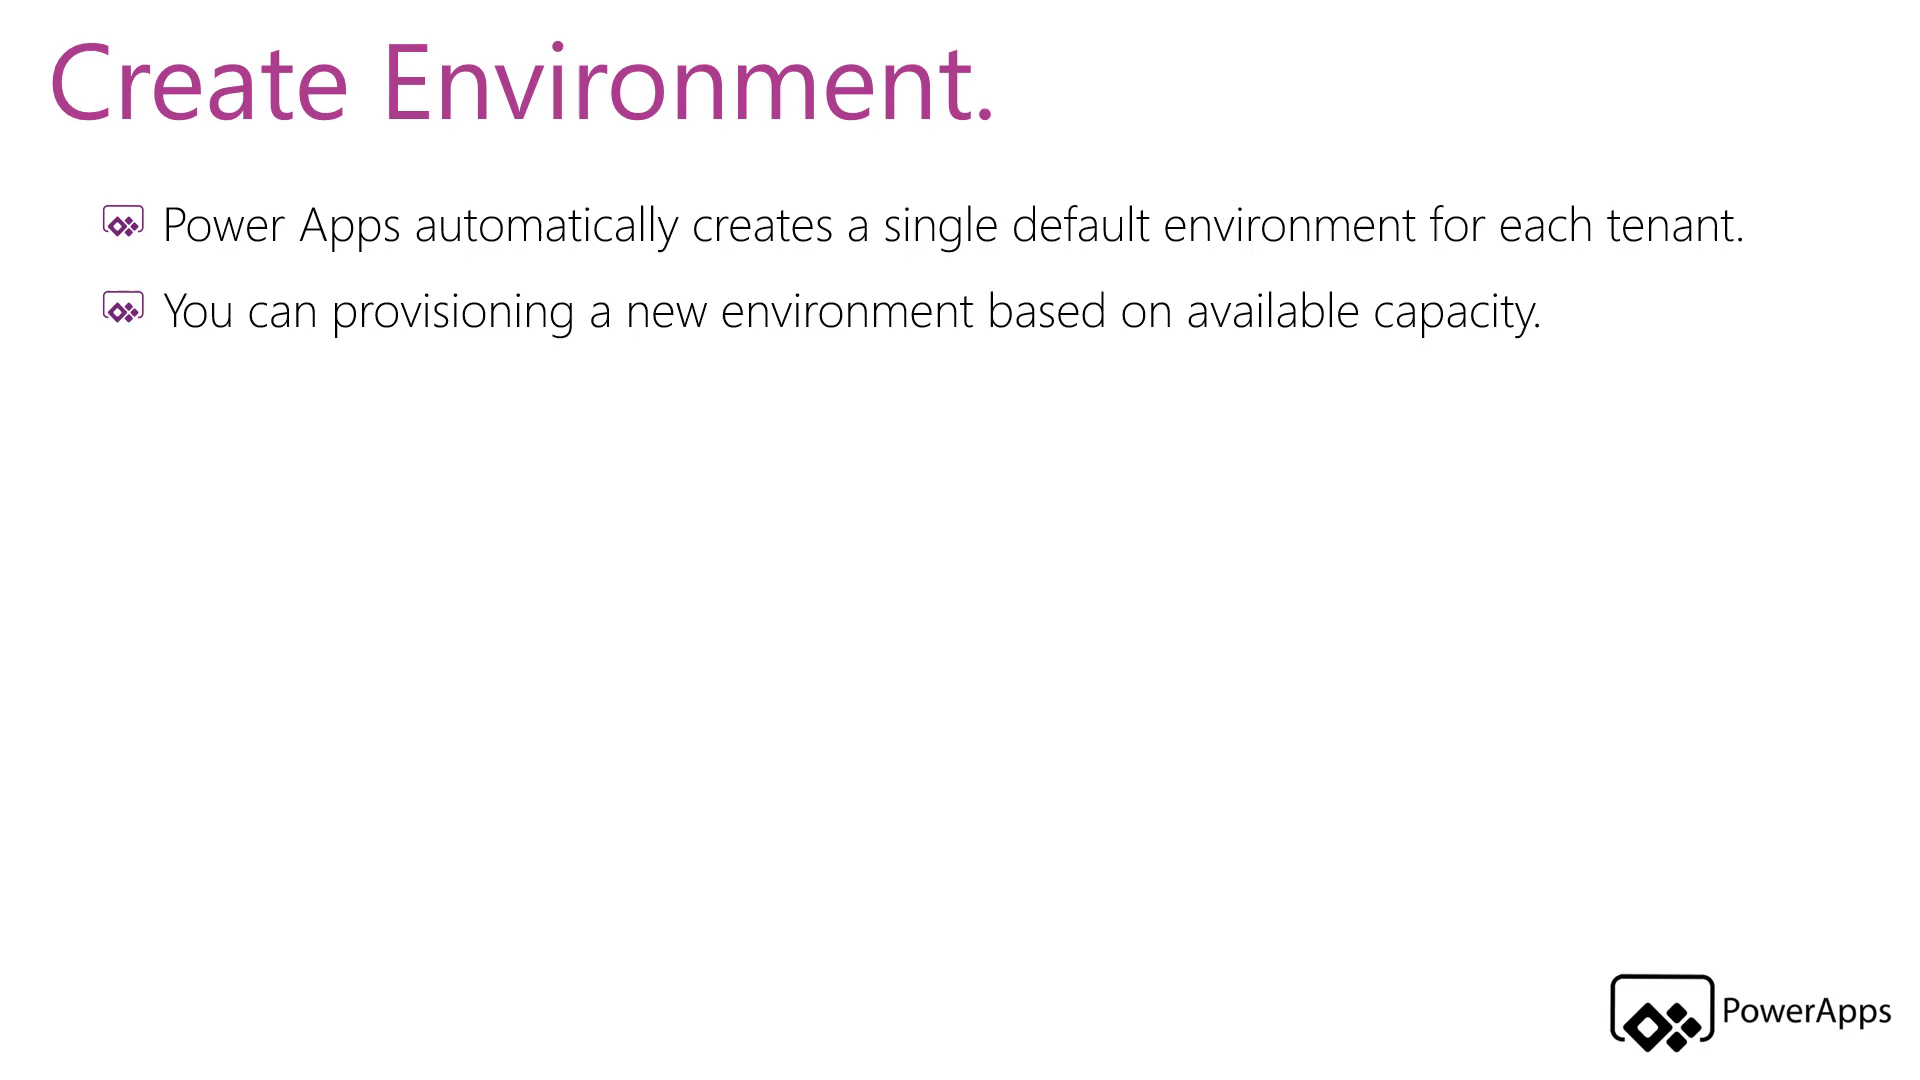 Create Environment.
Power Apps automatically creates a single default environment for each tenant.
You can provisioning a new environment based on available capacity.
PowerApps